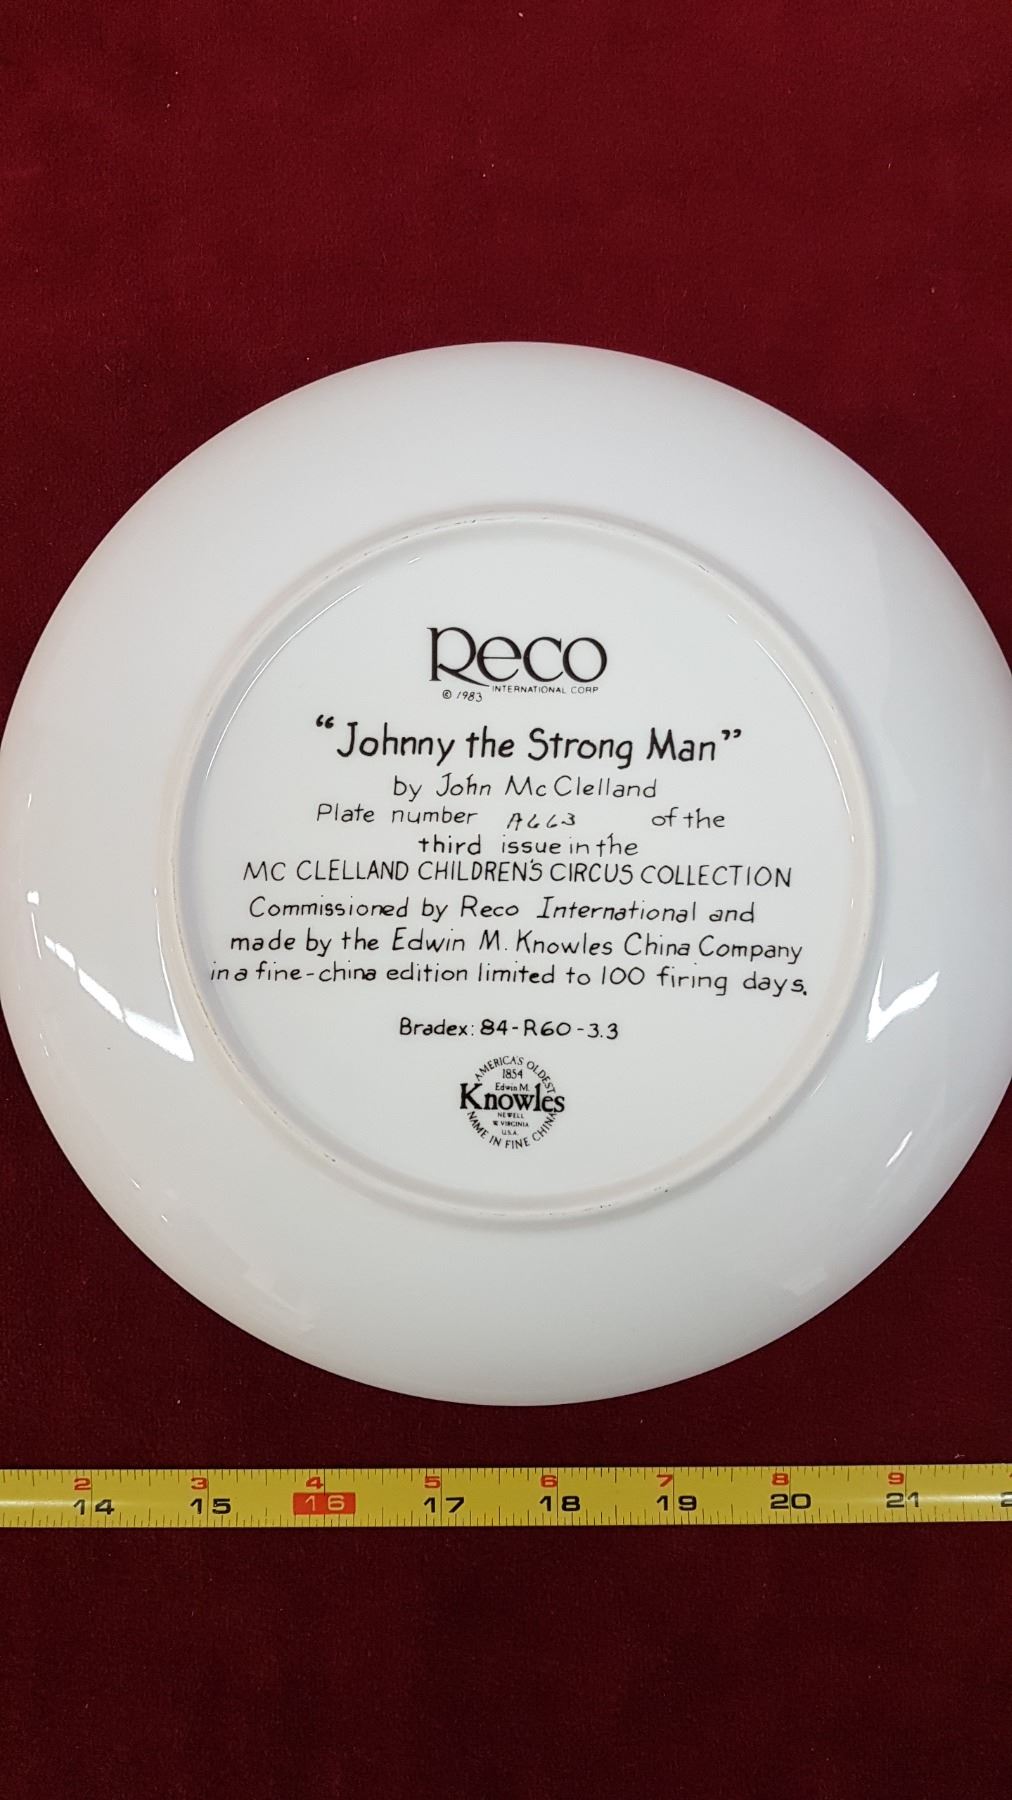 Reco
© 1983 INTERNATIONAL CORP
“Johnny the Strong Man”
by John McClelland
Plate number A663 of the
third issue in the
MC CLELLAND CHILDREN'S CIRCUS COLLECTION
Commissioned by Reco International and
made by the Edwin M. Knowles China Company
in a fine-china edition limited to 100 firing days.
Bradex: 84-R60-3.3
AMERICA'S OLDEST
1854
Edwin M.
Knowles
NEWELL
W. VIRGINIA
U.S.A.
NAME IN FINE CHINA
2 3 4 5 6 7 8 9
14 15 16 17 18 19 20 21